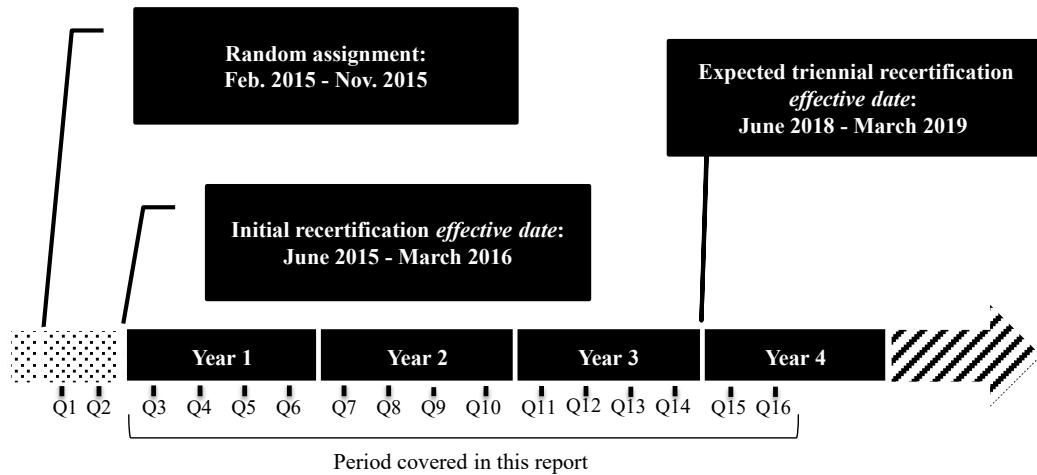 Random assignment:
Feb. 2015 - Nov. 2015
Expected triennial recertification
effective date:
June 2018 - March 2019
Initial recertification effective date:
June 2015 - March 2016
Year 1 Year 2 Year 3 Year 4
Q1 Q2 Q3 Q4 Q5 Q6 Q7 Q8 Q9 Q10 Q11 Q12 Q13 Q14 Q15 Q16
Period covered in this report